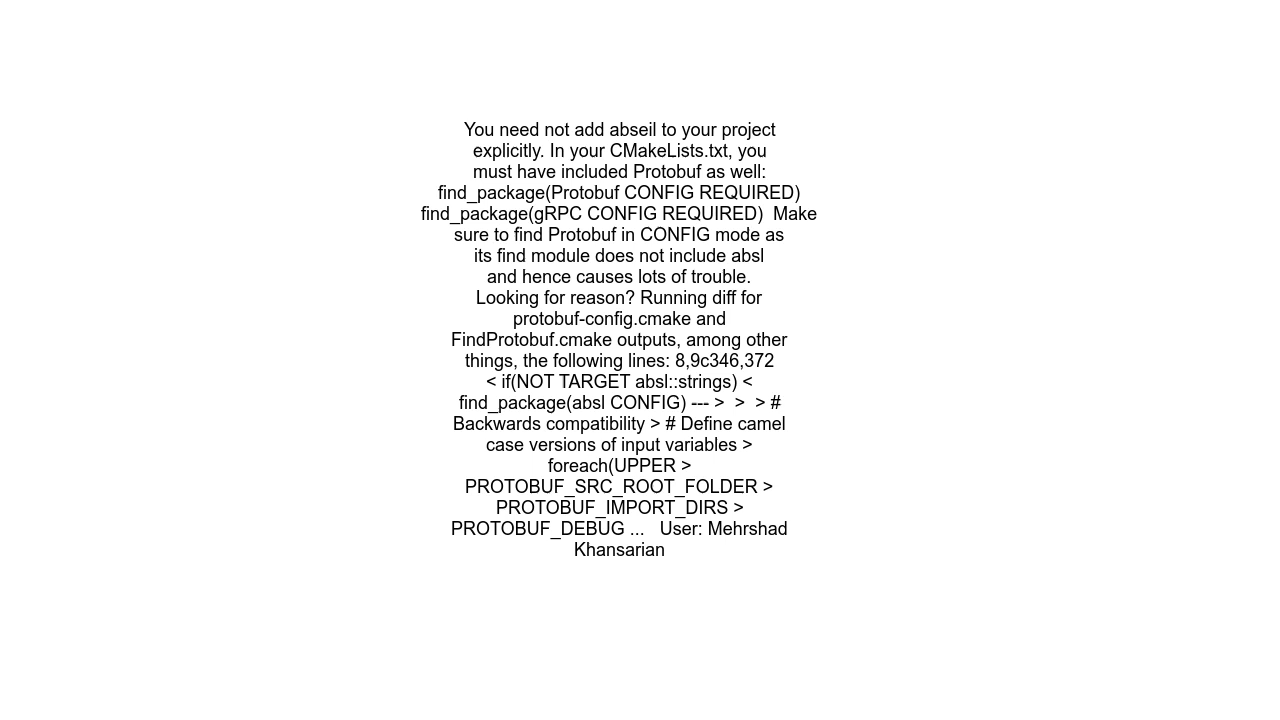 You need not add abseil to your project
explicitly. In your CMakeLists.txt, you
must have included Protobuf as well:
find_package(Protobuf CONFIG REQUIRED)
find_package(gRPC CONFIG REQUIRED)  Make
sure to find Protobuf in CONFIG mode as
its find module does not include absl
and hence causes lots of trouble.
Looking for reason? Running diff for
protobuf-config.cmake and
FindProtobuf.cmake outputs, among other
things, the following lines: 8,9c346,372
< if(NOT TARGET absl::strings) <
find_package(absl CONFIG) --- >  >  > #
Backwards compatibility > # Define camel
case versions of input variables >
foreach(UPPER >
PROTOBUF_SRC_ROOT_FOLDER >
PROTOBUF_IMPORT_DIRS >
PROTOBUF_DEBUG ...   User: Mehrshad
Khansarian